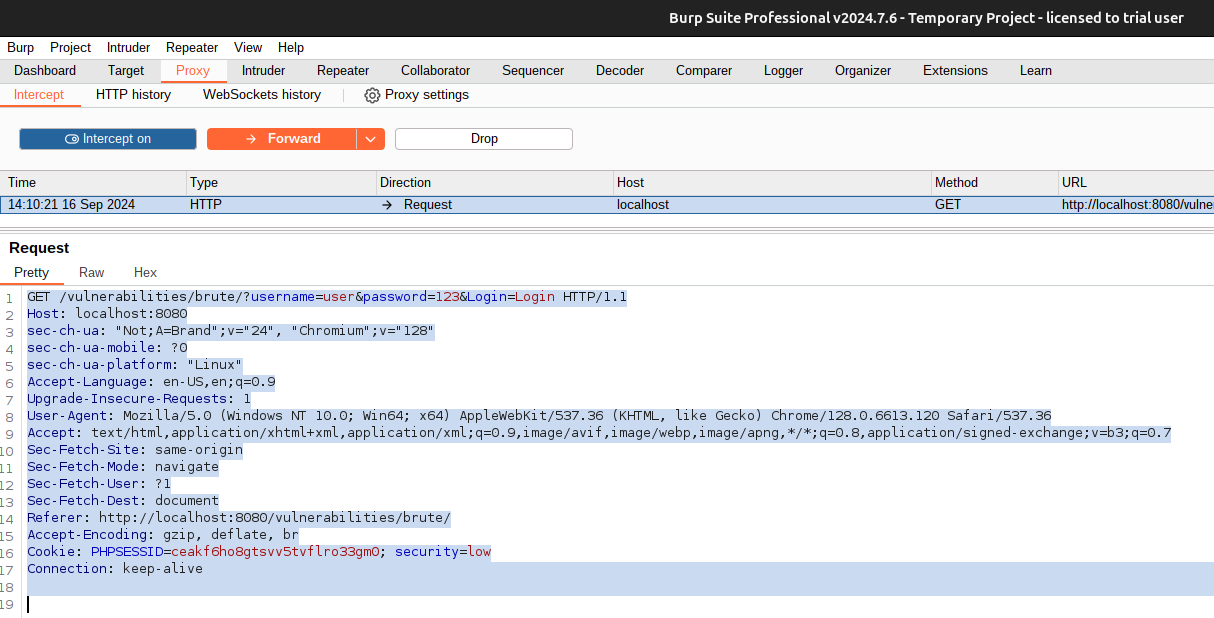 Burp Suite Professional v2024.7.6 - Temporary Project - licensed to trial user
Burp Project Intruder Repeater View Help
Dashboard Target Proxy Intruder Repeater Collaborator Sequencer Decoder Comparer Logger Organizer Extensions Learn
Intercept HTTP history WebSockets history Proxy settings
Intercept on Forward Drop
Time Type Direction Host Method URL
14:10:21 16 Sep 2024 HTTP → Request localhost GET http://localhost:8080/vulne
Request
Pretty Raw Hex
1 GET /vulnerabilities/brute/?username=user&password=123&Login=Login HTTP/1.1
2 Host: localhost:8080
3 sec-ch-ua: "Not;A=Brand";v="24", "Chromium";v="128"
4 sec-ch-ua-mobile: ?0
5 sec-ch-ua-platform: "Linux"
6 Accept-Language: en-US,en;q=0.9
7 Upgrade-Insecure-Requests: 1
8 User-Agent: Mozilla/5.0 (Windows NT 10.0; Win64; x64) AppleWebKit/537.36 (KHTML, like Gecko) Chrome/128.0.6613.120 Safari/537.36
9 Accept: text/html,application/xhtml+xml,application/xml;q=0.9,image/avif,image/webp,image/apng,*/*;q=0.8,application/signed-exchange;v=b3;q=0.7
10 Sec-Fetch-Site: same-origin
11 Sec-Fetch-Mode: navigate
12 Sec-Fetch-User: ?1
13 Sec-Fetch-Dest: document
14 Referer: http://localhost:8080/vulnerabilities/brute/
15 Accept-Encoding: gzip, deflate, br
16 Cookie: PHPSESSID=ceakf6ho8gtsvv5tvflro33gm0; security=low
17 Connection: keep-alive
18
19